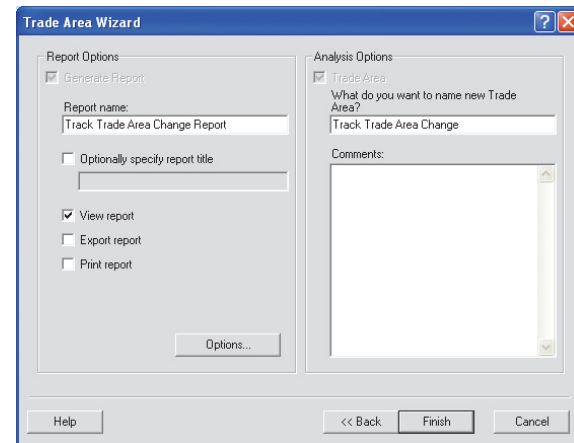 Trade Area Wizard
Report Options
Generate Report
Report name:
Track Trade Area Change Report
Optionally specify report title
View report
Export report
Print report
Options...
Analysis Options
Trade Area
What do you want to name new Trade
Area?
Track Trade Area Change
Comments:
Help
<< Back
Finish
Cancel